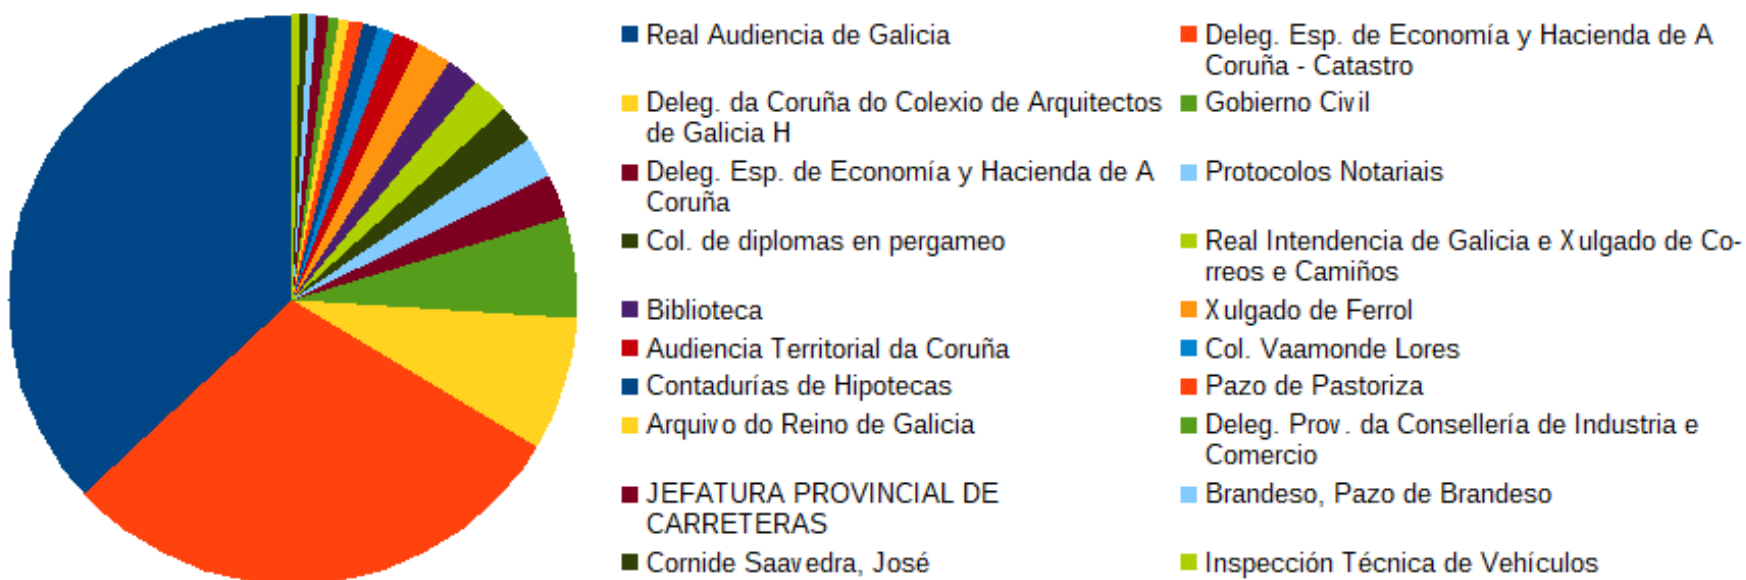 Real Audiencia de Galicia
Deleg. Esp. de Economía y Hacienda de A
Coruña - Catastro
Deleg. da Coruña do Colexio de Arquitectos
de Galicia H
Gobierno Civil
Deleg. Esp. de Economía y Hacienda de A
Coruña
Protocolos Notariais
Col. de diplomas en pergameo
Real Intendencia de Galicia e Xulgado de Co-
rreos e Camiños
Biblioteca
Xulgado de Ferrol
Audiencia Territorial da Coruña
Col. Vaamonde Lores
Contadurías de Hipotecas
Pazo de Pastoriza
Arquivo do Reino de Galicia
Deleg. Prov. da Consellería de Industria e
Comercio
JEFATURA PROVINCIAL DE
CARRETERAS
Brandeso, Pazo de Brandeso
Cornide Saavedra, José
Inspección Técnica de Vehículos